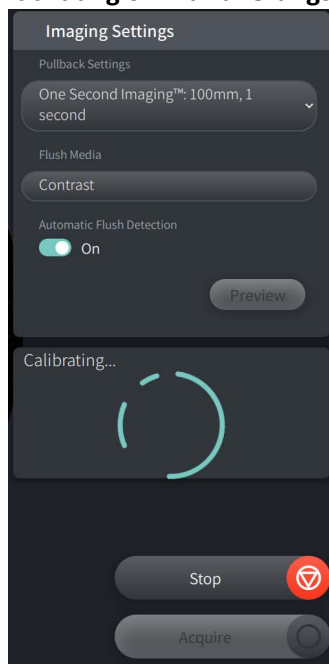 Imaging Settings
Pullback Settings
One Second Imaging™: 100mm, 1
second
Flush Media
Contrast
Automatic Flush Detection
On
Preview
Calibrating...
Stop
Acquire